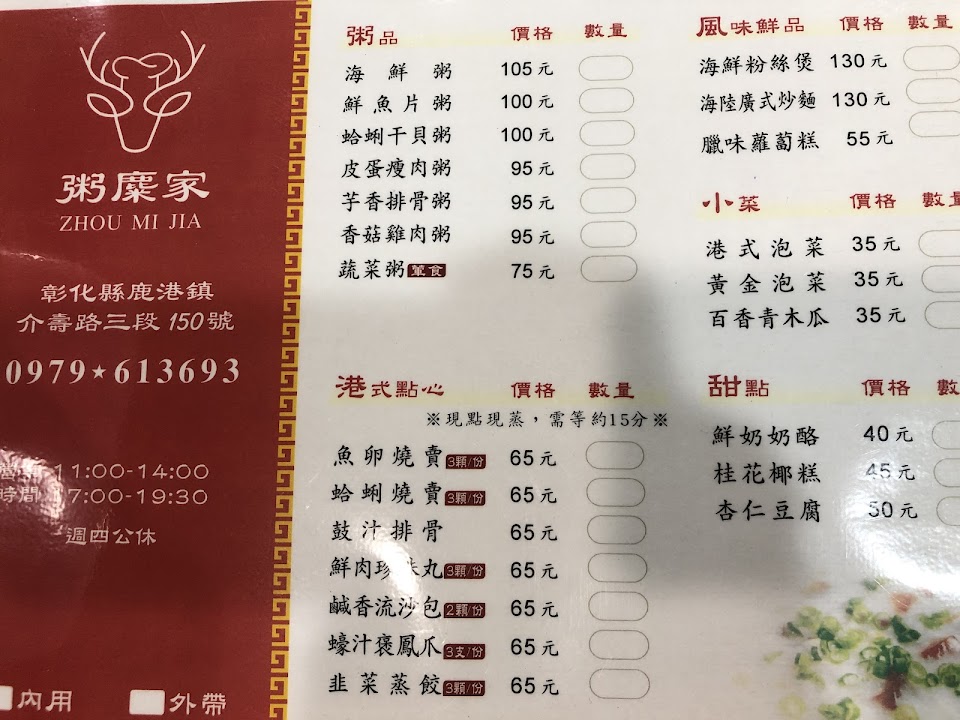 粥麋家
ZHOU MI JIA
彰化縣鹿港鎮
介壽路三段150號
0979★613693
11:00-14:00
時間 17:00-19:30
週四公休
內用 外帶
粥品 價格 數量
海鮮粥 105元
鮮魚片粥 100元
蛤蜊干貝粥 100元
皮蛋瘦肉粥 95元
芋香排骨粥 95元
香菇雞肉粥 95元
蔬菜粥 葷食 75元
港式點心 價格 數量
※現點現蒸，需等約15分※
魚卵燒賣 3顆/份 65元
蛤蜊燒賣 3顆/份 65元
鼓汁排骨 65元
鮮肉珍珠丸 3顆/份 65元
鹹香流沙包 2顆/份 65元
蠔汁褒鳳爪 3支/份 65元
韭菜蒸餃 3顆/份 65元
風味鮮品 價格 數量
海鮮粉絲煲 130元
海陸廣式炒麵 130元
臘味蘿蔔糕 55元
小菜 價格 數量
港式泡菜 35元
黃金泡菜 35元
百香青木瓜 35元
甜點 價格 數
鮮奶奶酪 40元
桂花椰糕 45元
杏仁豆腐 50元